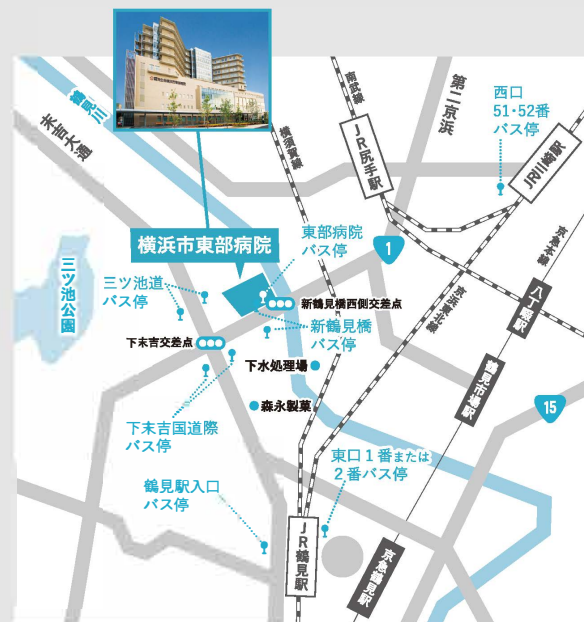 鶴見川
末吉大通
南武線
横須賀線
第二京浜
西口
51・52番
バス停
JR尻手駅
JR川崎駅
京急本線
三ツ池公園
横浜市東部病院
東部病院
バス停
1
三ツ池道
バス停
新鶴見橋西側交差点
新鶴見橋
バス停
京浜東北線
八丁畷駅
下末吉交差点
下水処理場
鶴見市場駅
15
森永製菓
下末吉国道際
バス停
東口1番または
2番バス停
鶴見駅入口
バス停
JR鶴見駅
京急鶴見駅